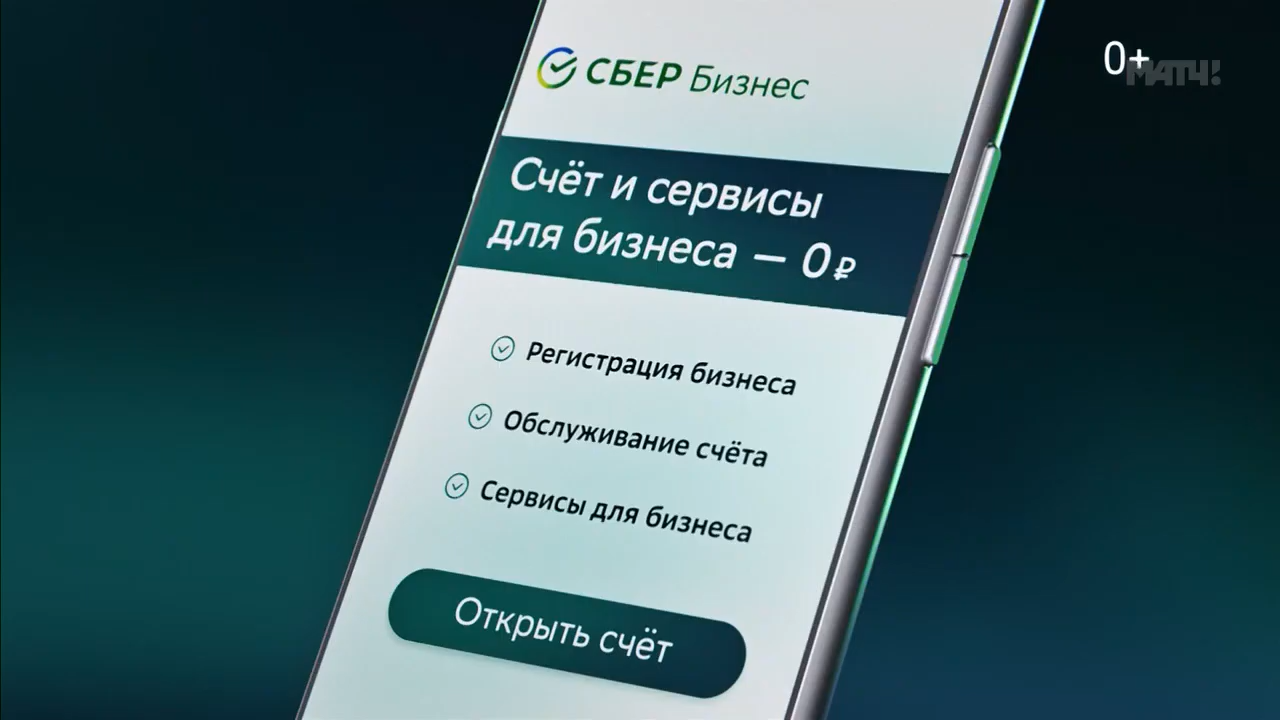 СБЕР Бизнес
0+
МАТЧ!
Счёт и сервисы
для бизнеса — 0 ₽
Регистрация бизнеса
Обслуживание счёта
Сервисы для бизнеса
Открыть счёт